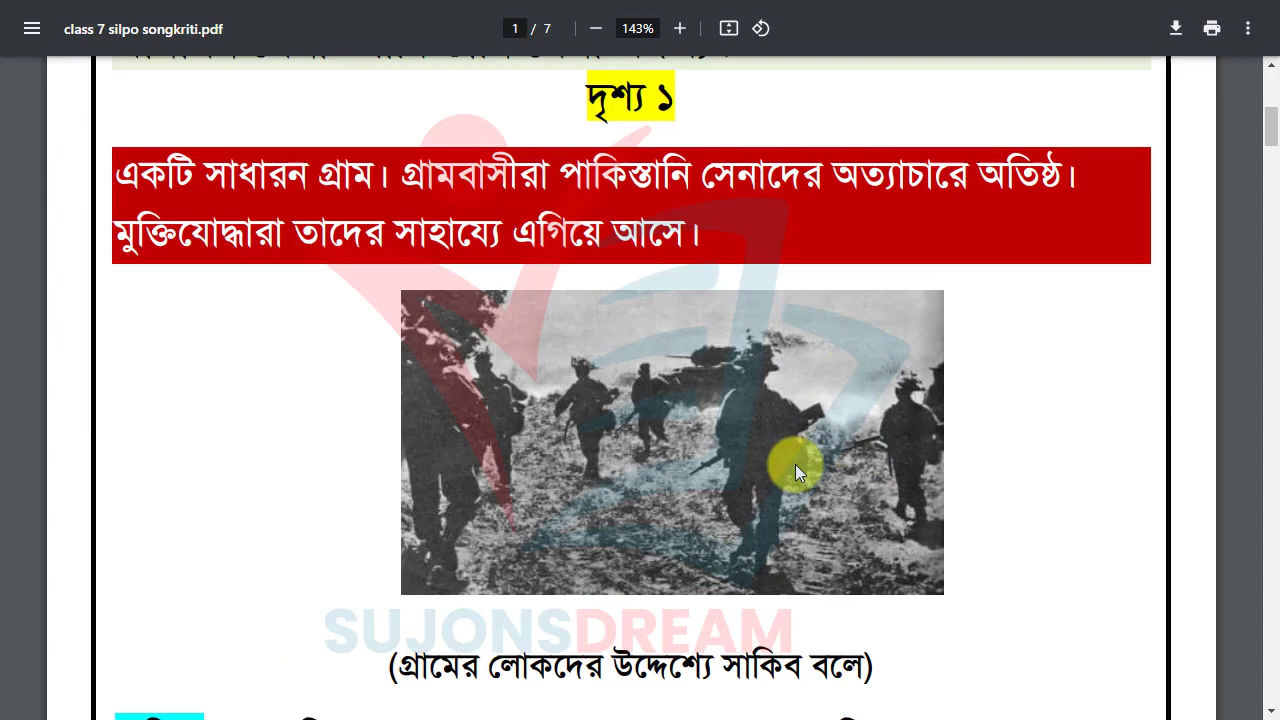 class 7 silpo songkriti.pdf
1 / 7
143%
দৃশ্য ১
একটি সাধারন গ্রাম। গ্রামবাসীরা পাকিস্তানি সেনাদের অত্যাচারে অতিষ্ঠ।
মুক্তিযোদ্ধারা তাদের সাহায্যে এগিয়ে আসে।
SUJONSDREAM
(গ্রামের লোকদের উদ্দেশ্যে সাকিব বলে)